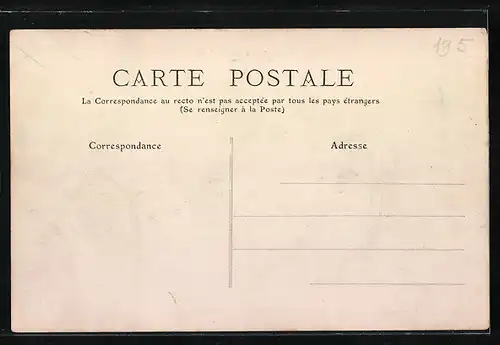 195
CARTE POSTALE
La Correspondance au recto n'est pas acceptée par tous les pays étrangers
(Se renseigner à la Poste)
Correspondance
Adresse